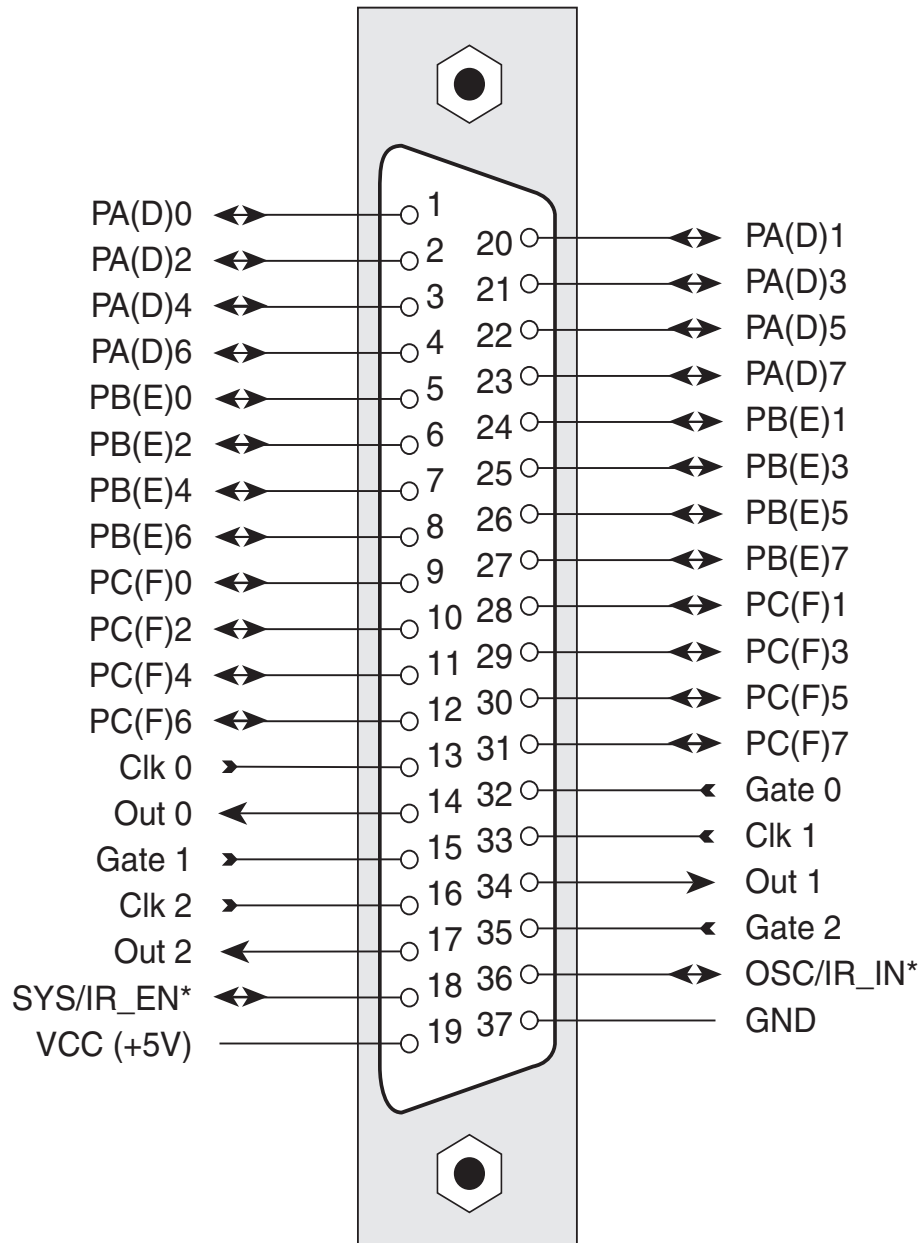 PA(D)0 1
20 PA(D)1
PA(D)2 2
21 PA(D)3
PA(D)4 3
22 PA(D)5
PA(D)6 4
23 PA(D)7
PB(E)0 5
24 PB(E)1
PB(E)2 6
25 PB(E)3
PB(E)4 7
26 PB(E)5
PB(E)6 8
27 PB(E)7
PC(F)0 9
28 PC(F)1
PC(F)2 10
29 PC(F)3
PC(F)4 11
30 PC(F)5
PC(F)6 12
31 PC(F)7
Clk 0 13
32 Gate 0
Out 0 14
33 Clk 1
Gate 1 15
34 Out 1
Clk 2 16
35 Gate 2
Out 2 17
36 OSC/IR_IN*
SYS/IR_EN* 18
37 GND
VCC (+5V) 19